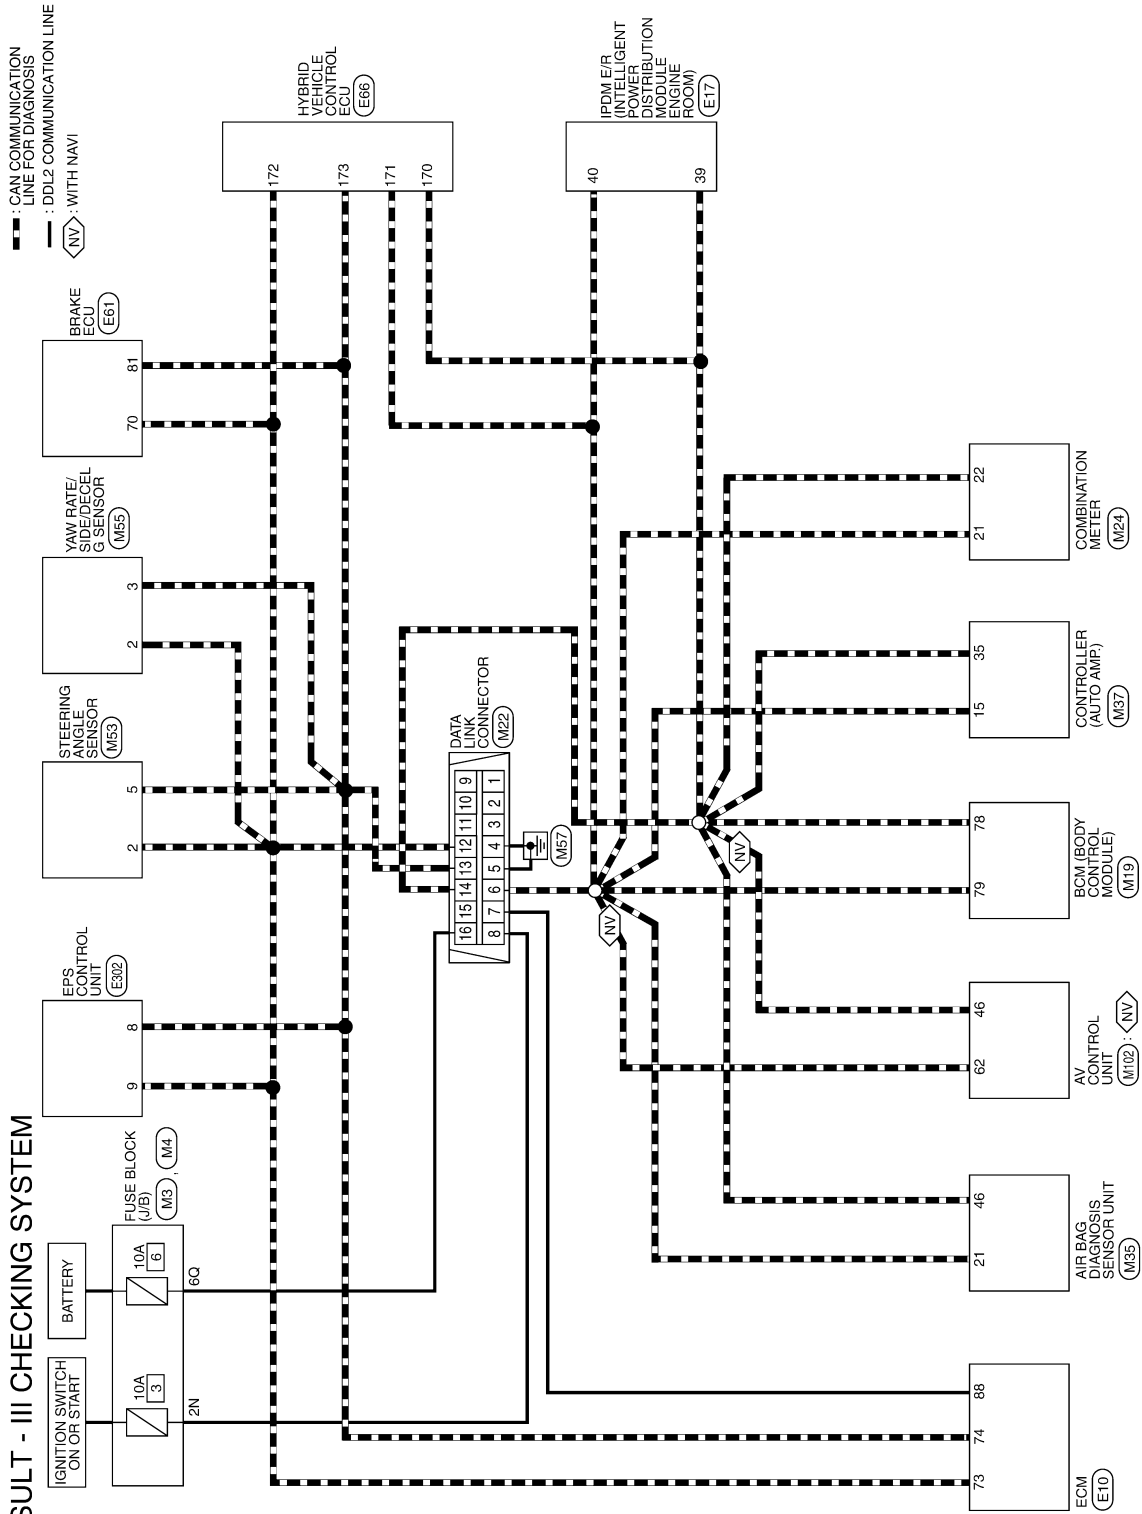 SULT - III CHECKING SYSTEM
: CAN COMMUNICATION
LINE FOR DIAGNOSIS
: DDL2 COMMUNICATION LINE
NV : WITH NAVI
IGNITION SWITCH
ON OR START
BATTERY
10A
3
10A
6
FUSE BLOCK
(J/B)
M3 , M4
2N
6Q
EPS
CONTROL
UNIT
E302
9
8
STEERING
ANGLE
SENSOR
M53
2
5
YAW RATE/
SIDE/DECEL
G SENSOR
M55
2
3
BRAKE
ECU
E61
70
81
HYBRID
VEHICLE
CONTROL
ECU
E66
172
173
171
170
IPDM E/R
(INTELLIGENT
POWER
DISTRIBUTION
MODULE
ENGINE
ROOM)
E17
40
39
DATA
LINK
CONNECTOR
M22
16 15 14 13 12 11 10 9
8 7 6 5 4 3 2 1
M57
NV
NV
73
74
88
ECM
E10
21
46
AIR BAG
DIAGNOSIS
SENSOR UNIT
M35
62
46
AV
CONTROL
UNIT
M102 : NV
79
78
BCM (BODY
CONTROL
MODULE)
M19
15
35
CONTROLLER
(AUTO AMP.)
M37
21
22
COMBINATION
METER
M24